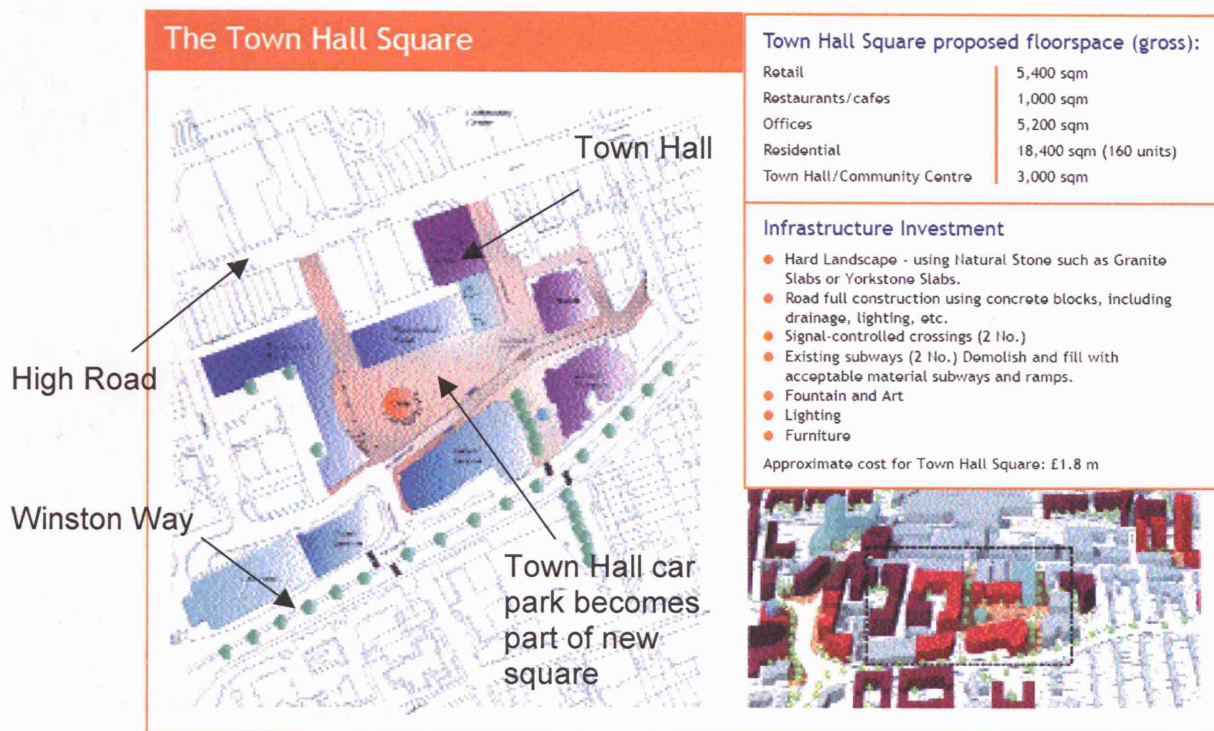 The Town Hall Square
Town Hall
High Road
Winston Way
Town Hall car
park becomes
part of new
square
Town Hall Square proposed floorspace (gross):
Retail 5,400 sqm
Restaurants/cafes 1,000 sqm
Offices 5,200 sqm
Residential 18,400 sqm (160 units)
Town Hall/Community Centre 3,000 sqm
Infrastructure Investment
Hard Landscape - using Natural Stone such as Granite
Slabs or Yorkstone Slabs.
Road full construction using concrete blocks, including
drainage, lighting, etc.
Signal-controlled crossings (2 No.)
Existing subways (2 No.) Demolish and fill with
acceptable material subways and ramps.
Fountain and Art
Lighting
Furniture
Approximate cost for Town Hall Square: £1.8 m